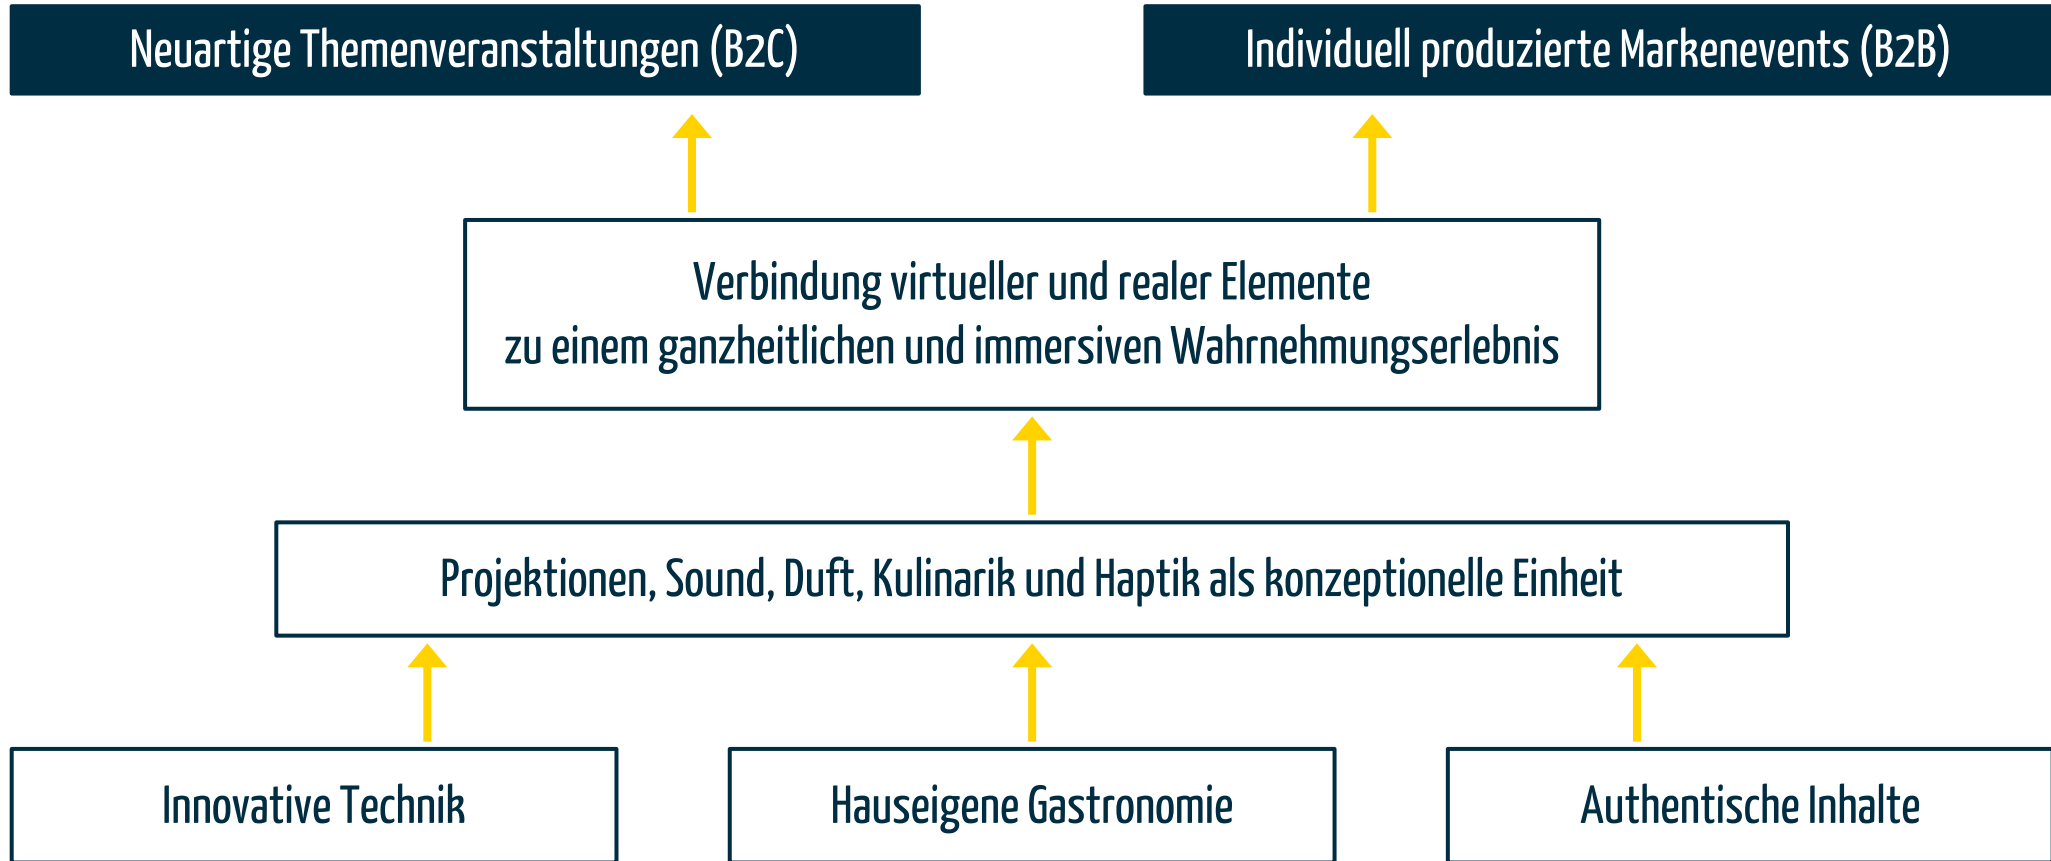 Neuartige Themenveranstaltungen (B2C)
Individuell produzierte Markenevents (B2B)
Verbindung virtueller und realer Elemente
zu einem ganzheitlichen und immersiven Wahrnehmungserlebnis
Projektionen, Sound, Duft, Kulinarik und Haptik als konzeptionelle Einheit
Innovative Technik
Hauseigene Gastronomie
Authentische Inhalte